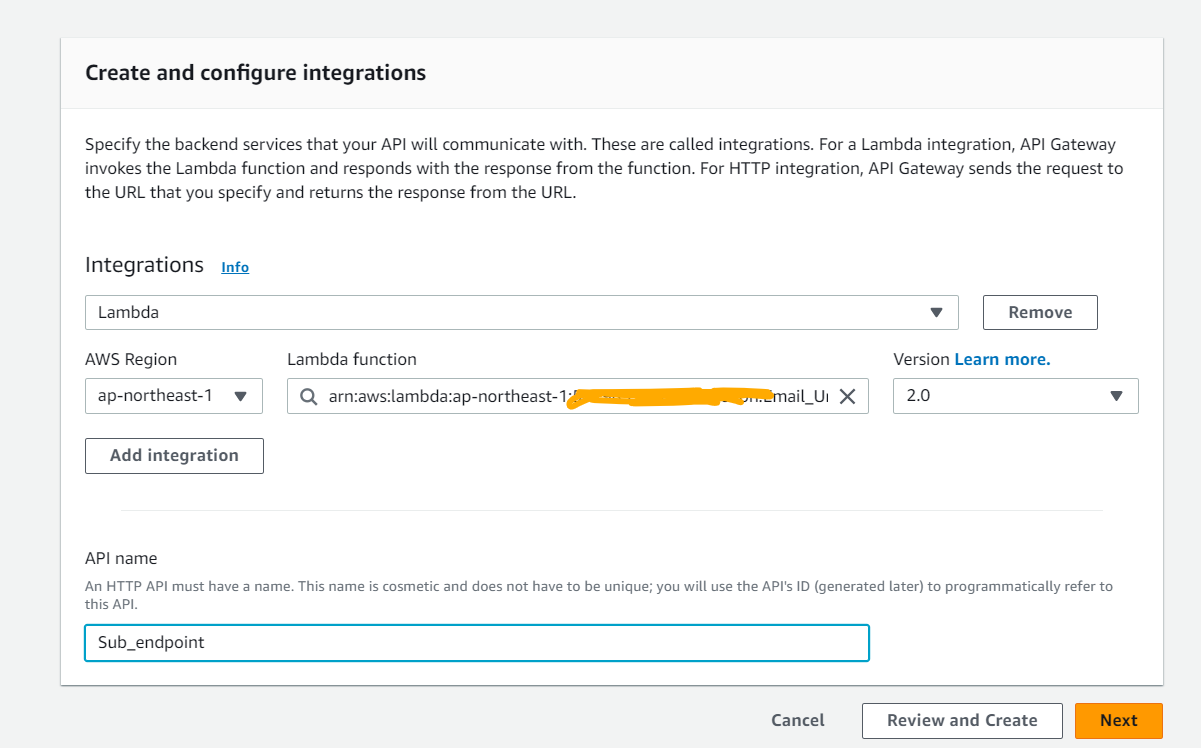 Create and configure integrations
Specify the backend services that your API will communicate with. These are called integrations. For a Lambda integration, API Gateway
invokes the Lambda function and responds with the response from the function. For HTTP integration, API Gateway sends the request to
the URL that you specify and returns the response from the URL.
Integrations Info
Lambda Remove
AWS Region Lambda function Version Learn more.
ap-northeast-1 arn:aws:lambda:ap-northeast-1: Email_U 2.0
Add integration
API name
An HTTP API must have a name. This name is cosmetic and does not have to be unique; you will use the API's ID (generated later) to programmatically refer to
this API.
Sub_endpoint
Cancel Review and Create Next